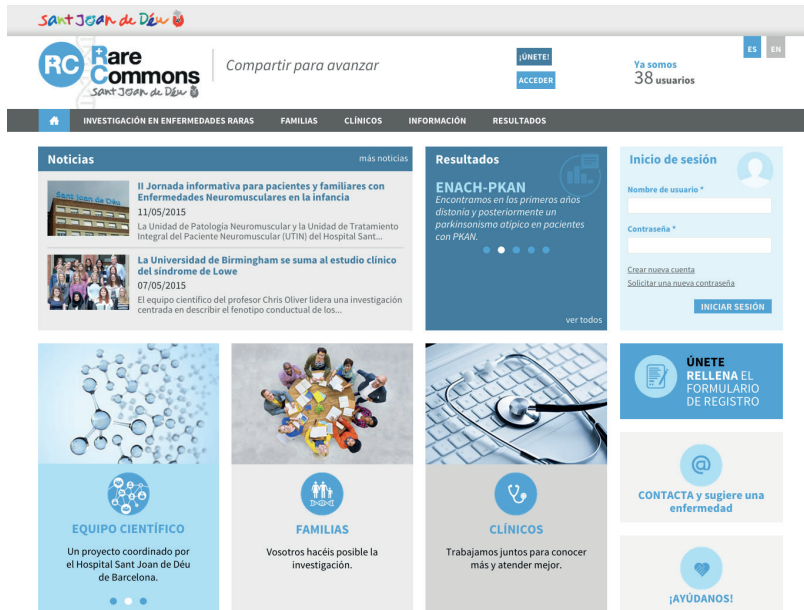 Sant Joan de Déu
RC Rare Commons
Sant Joan de Déu
Compartir para avanzar
¡ÚNETE!
ACCEDER
Ya somos
38 usuarios
ES EN
INVESTIGACIÓN EN ENFERMEDADES RARAS FAMILIAS CLÍNICOS INFORMACIÓN RESULTADOS
Noticias más noticias
Sant Joan de Déu
II Jornada informativa para pacientes y familiares con
Enfermedades Neuromusculares en la infancia
11/05/2015
La Unidad de Patología Neuromuscular y la Unidad de Tratamiento
Integral del Paciente Neuromuscular (UTIN) del Hospital Sant...
La Universidad de Birmingham se suma al estudio clínico
del síndrome de Lowe
07/05/2015
El equipo científico del profesor Chris Oliver lidera una investigación
centrada en describir el fenotipo conductual de los...
Resultados
ENACH-PKAN
Encontramos en los primeros años
distonía y posteriormente un
parkinsonismo atípico en pacientes
con PKAN.
ver todos
Inicio de sesión
Nombre de usuario *
Contraseña *
Crear nueva cuenta
Solicitar una nueva contraseña
INICIAR SESIÓN
EQUIPO CIENTÍFICO
Un proyecto coordinado por
el Hospital Sant Joan de Déu
de Barcelona.
FAMILIAS
Vosotros hacéis posible la
investigación.
CLÍNICOS
Trabajamos juntos para conocer
más y atender mejor.
ÚNETE
RELLENA EL
FORMULARIO
DE REGISTRO
@
CONTACTA y sugiere una
enfermedad
¡AYÚDANOS!